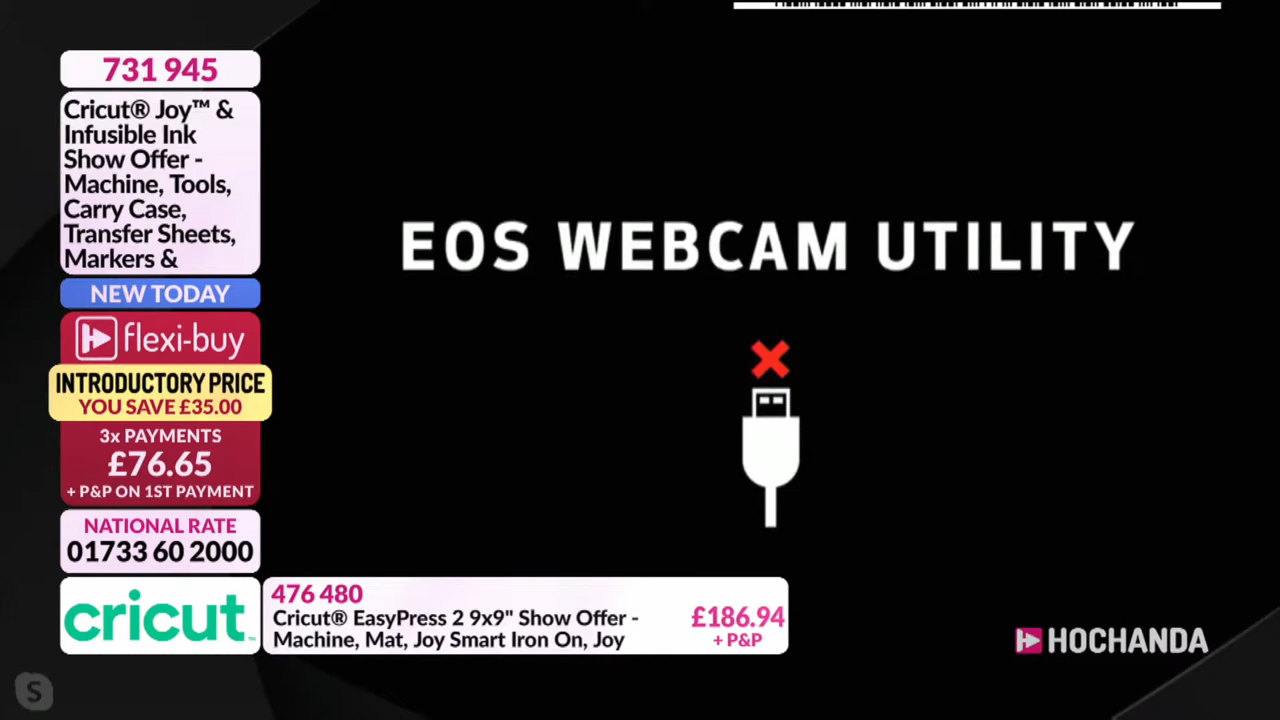 731 945
Cricut® Joy™ &
Infusible Ink
Show Offer -
Machine, Tools,
Carry Case,
Transfer Sheets,
Markers &
NEW TODAY
flexi-buy
INTRODUCTORY PRICE
YOU SAVE £35.00
3x PAYMENTS
£76.65
+ P&P ON 1ST PAYMENT
NATIONAL RATE
01733 60 2000
cricut™
476 480
Cricut® EasyPress 2 9x9" Show Offer -
Machine, Mat, Joy Smart Iron On, Joy
£186.94
+ P&P
EOS WEBCAM UTILITY
HOCHANDA
S